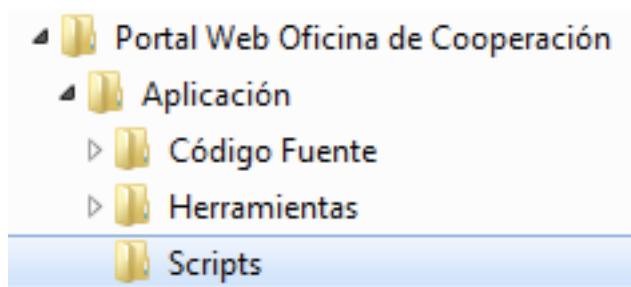 Portal Web Oficina de Cooperación
Aplicación
Código Fuente
Herramientas
Scripts